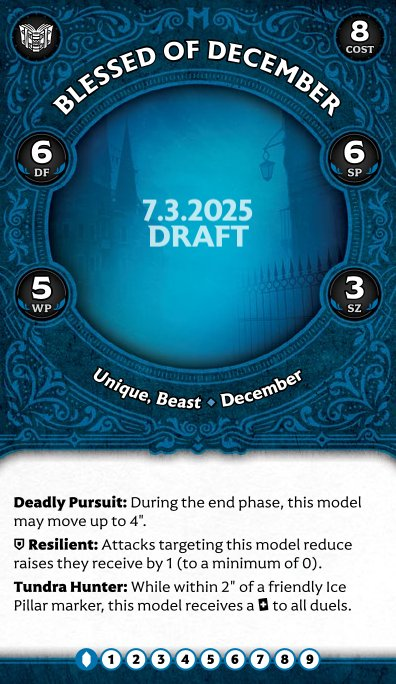 8
COST
BLESSED OF DECEMBER
6
DF
6
SP
7.3.2025
DRAFT
5
WP
3
SZ
Unique, Beast ◆ December
Deadly Pursuit: During the end phase, this model
may move up to 4".
Resilient: Attacks targeting this model reduce
raises they receive by 1 (to a minimum of 0).
Tundra Hunter: While within 2" of a friendly Ice
Pillar marker, this model receives a to all duels.
1 2 3 4 5 6 7 8 9